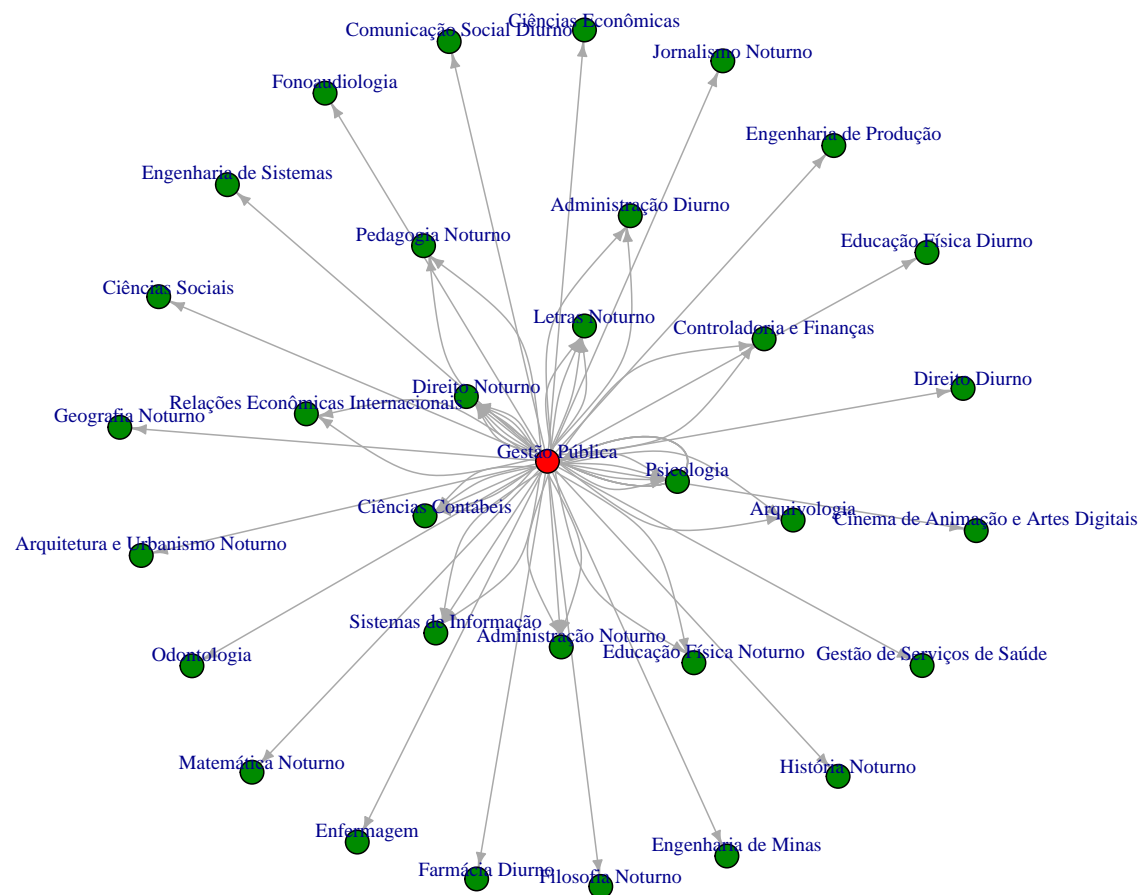 Ciências Econômicas
Comunicação Social Diurno
Jornalismo Noturno
Fonoaudiologia
Engenharia de Produção
Engenharia de Sistemas
Administração Diurno
Pedagogia Noturno
Educação Física Diurno
Ciências Sociais
Letras Noturno
Controladoria e Finanças
Direito Diurno
Direito Noturno
Relações Econômicas Internacionais
Geografia Noturno
Gestão Pública
Psicologia
Ciências Contábeis
Arquivologia
Cinema de Animação e Artes Digitais
Arquitetura e Urbanismo Noturno
Sistemas de Informação
Administração Noturno
Educação Física Noturno
Gestão de Serviços de Saúde
Odontologia
Matemática Noturno
História Noturno
Enfermagem
Engenharia de Minas
Farmácia Diurno
Filosofia Noturno